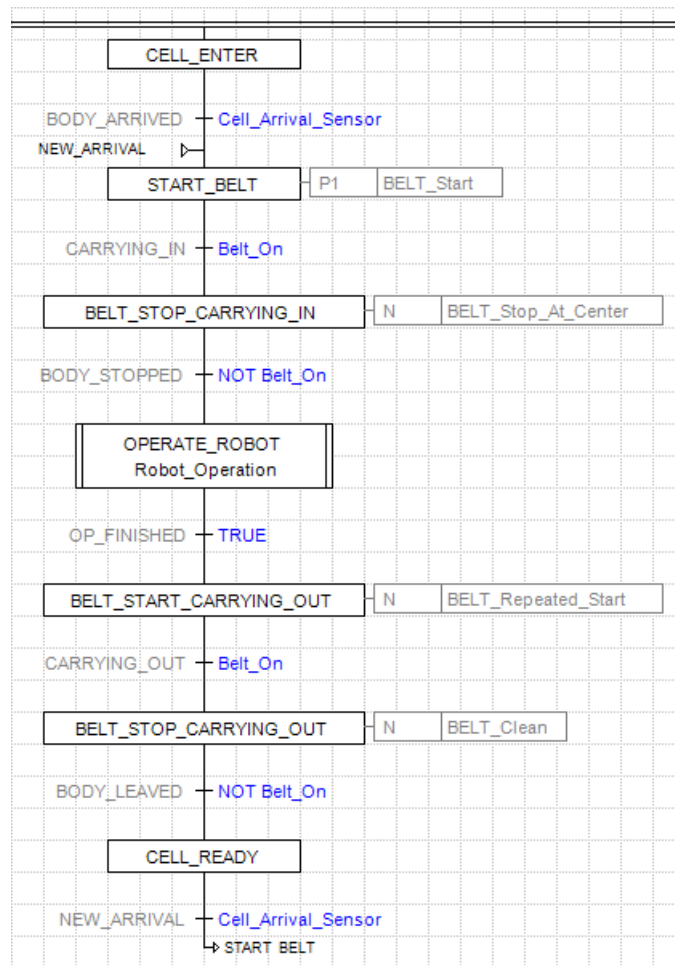 CELL_ENTER
BODY_ARRIVED Cell_Arrival_Sensor
NEW_ARRIVAL
START_BELT P1 BELT_Start
CARRYING_IN Belt_On
BELT_STOP_CARRYING_IN N BELT_Stop_At_Center
BODY_STOPPED NOT Belt_On
OPERATE_ROBOT
Robot_Operation
OP_FINISHED TRUE
BELT_START_CARRYING_OUT N BELT_Repeated_Start
CARRYING_OUT Belt_On
BELT_STOP_CARRYING_OUT N BELT_Clean
BODY_LEAVED NOT Belt_On
CELL_READY
NEW_ARRIVAL Cell_Arrival_Sensor
START BELT